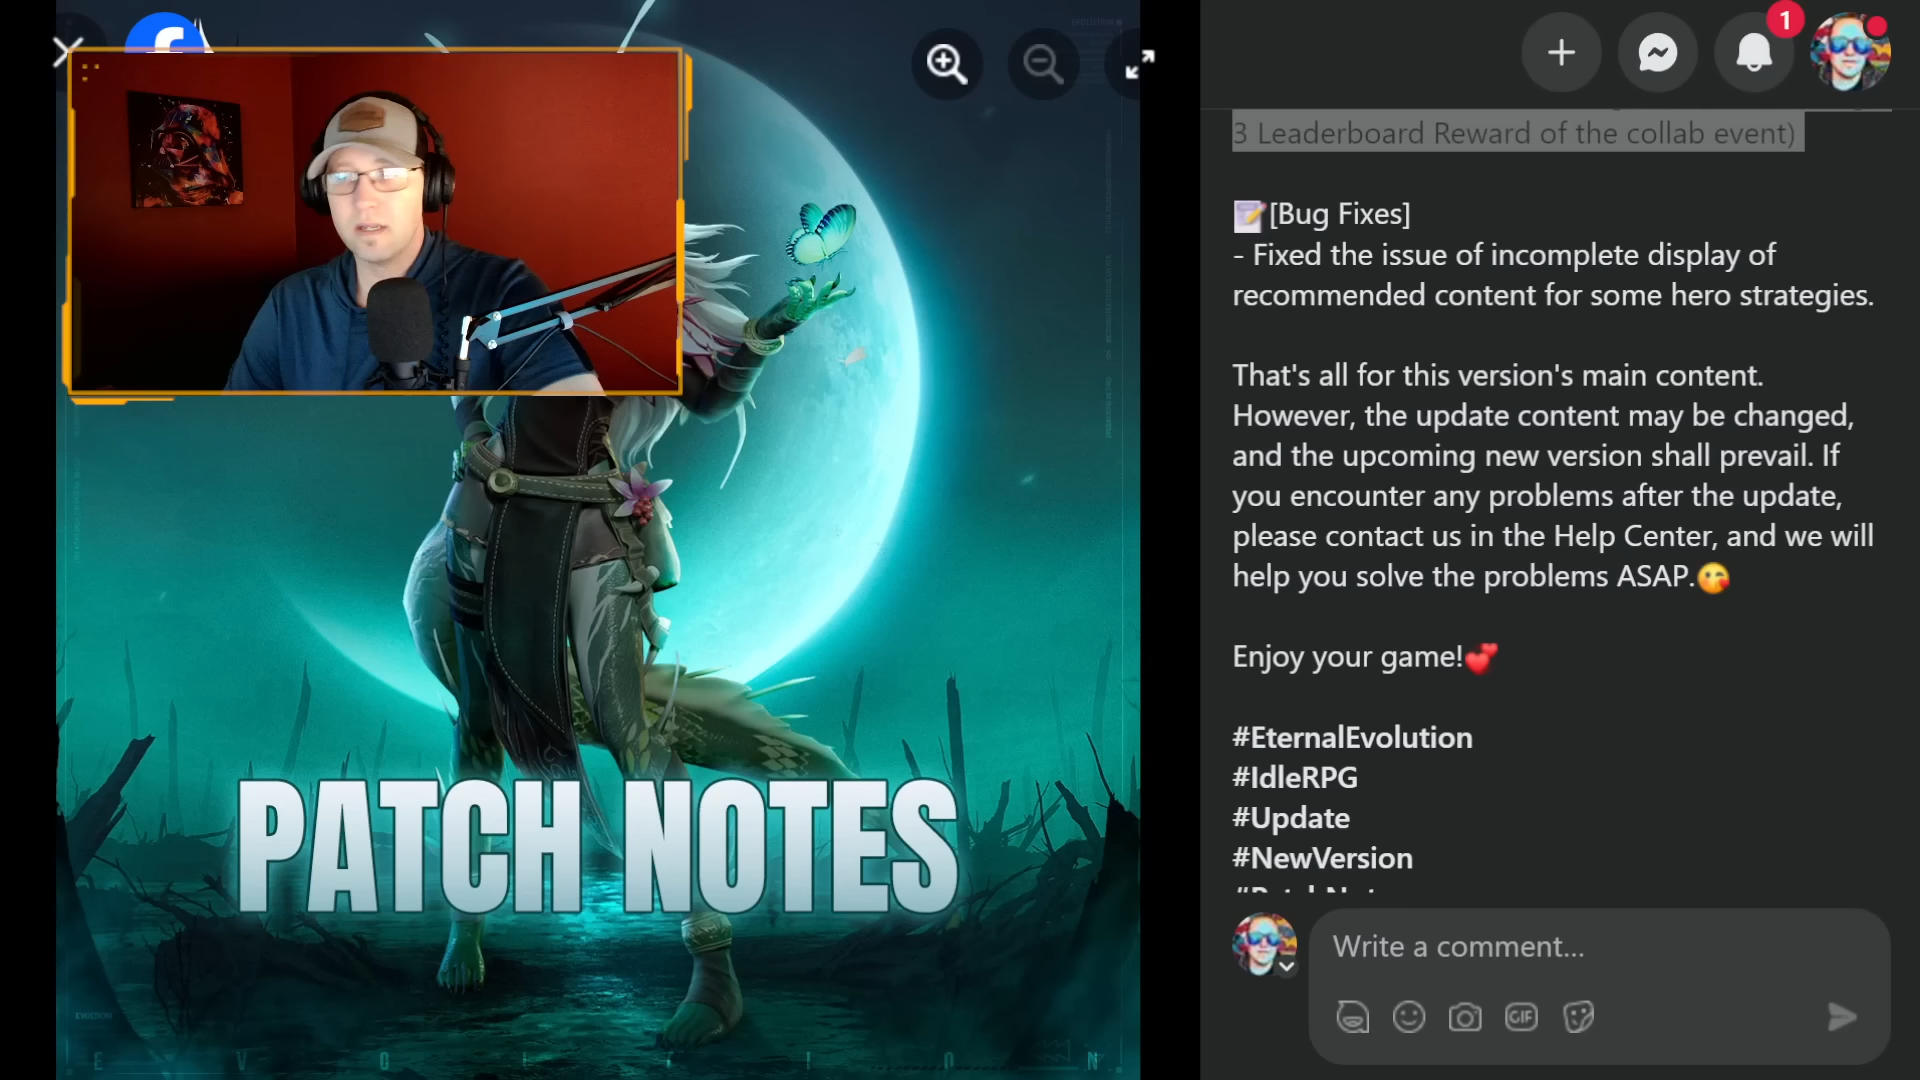 PATCH NOTES
E V O L T I O N
1
3 Leaderboard Reward of the collab event)
📝[Bug Fixes]
- Fixed the issue of incomplete display of
recommended content for some hero strategies.
That's all for this version's main content.
However, the update content may be changed,
and the upcoming new version shall prevail. If
you encounter any problems after the update,
please contact us in the Help Center, and we will
help you solve the problems ASAP.😘
Enjoy your game!💕
#EternalEvolution
#IdleRPG
#Update
#NewVersion
Write a comment...
GIF